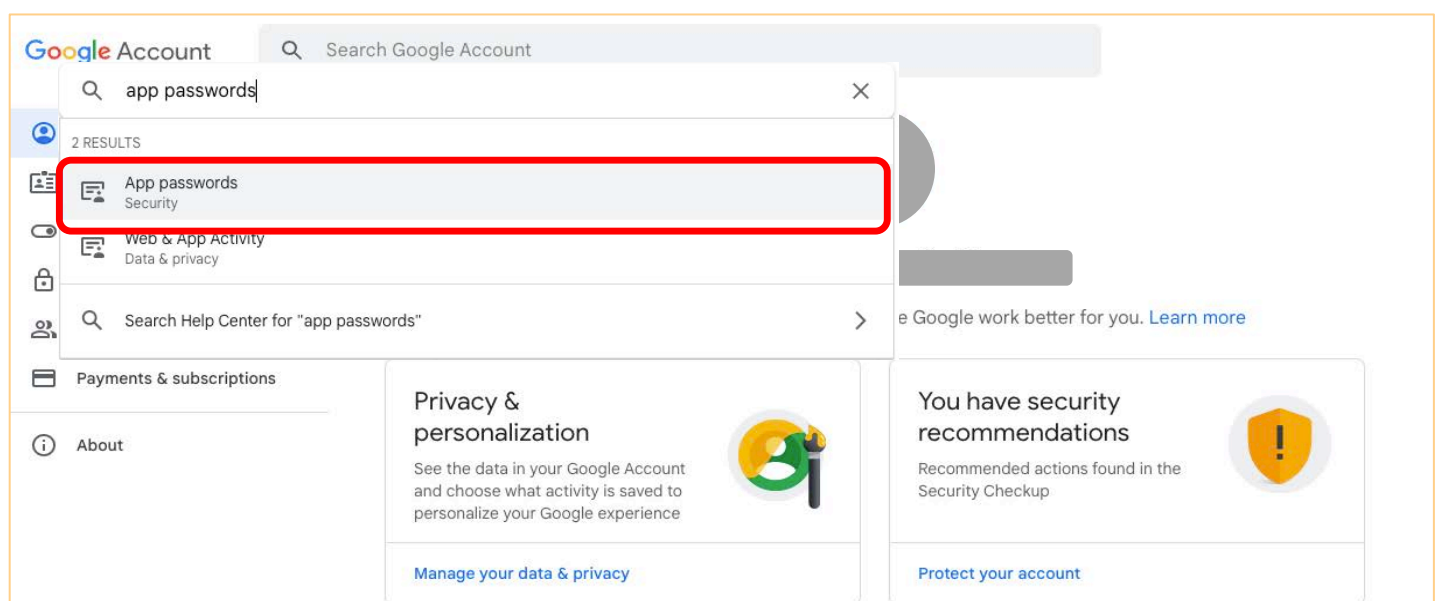 Google Account
Search Google Account
app passwords
2 RESULTS
App passwords
Security
Web & App Activity
Data & privacy
Search Help Center for "app passwords"
e Google work better for you. Learn more
Payments & subscriptions
About
Privacy &
personalization
See the data in your Google Account
and choose what activity is saved to
personalize your Google experience
Manage your data & privacy
You have security
recommendations
Recommended actions found in the
Security Checkup
Protect your account